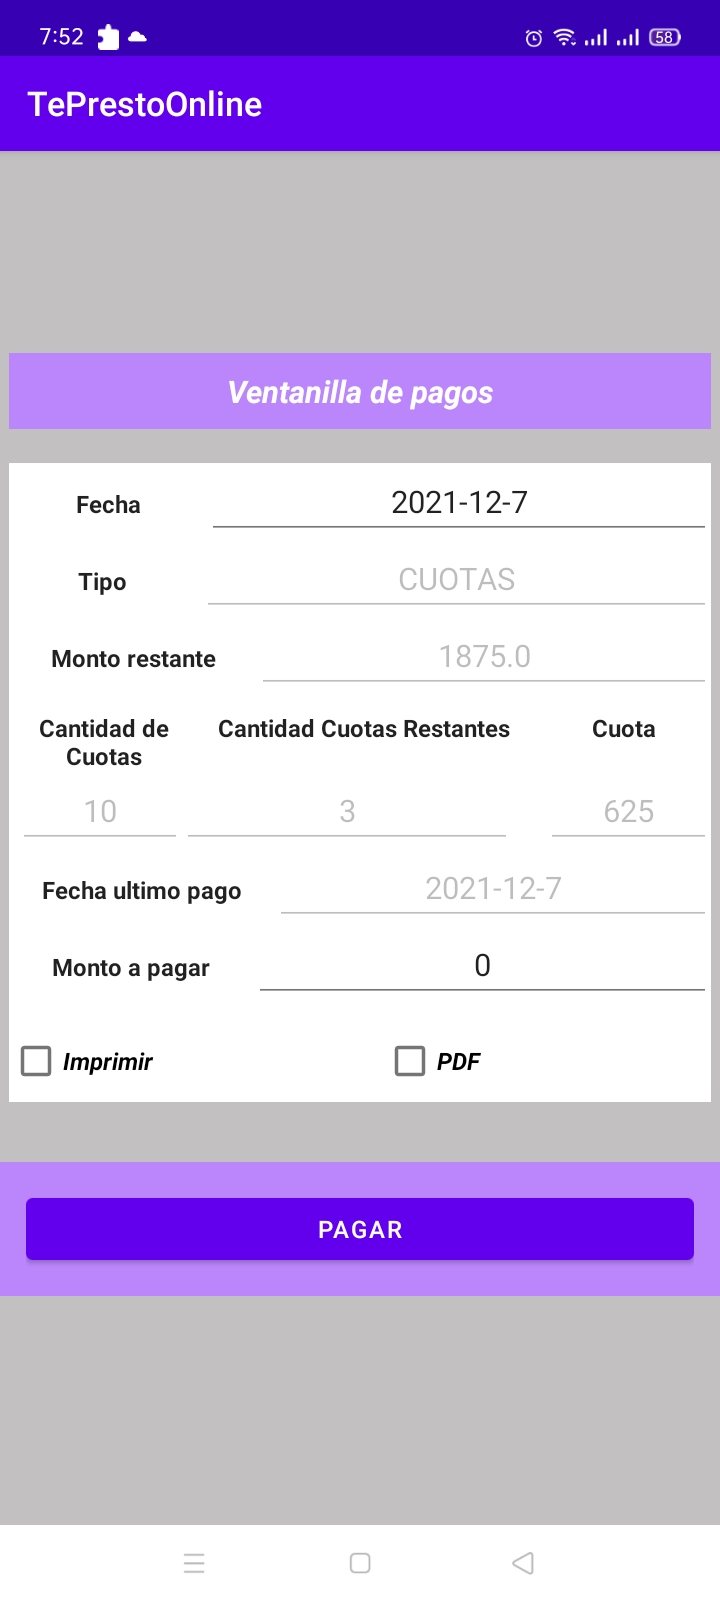 7:52
58
TePrestoOnline
Ventanilla de pagos
Fecha 2021-12-7
Tipo CUOTAS
Monto restante 1875.0
Cantidad de Cantidad Cuotas Restantes Cuota
Cuotas
10 3 625
Fecha ultimo pago 2021-12-7
Monto a pagar 0
Imprimir PDF
PAGAR